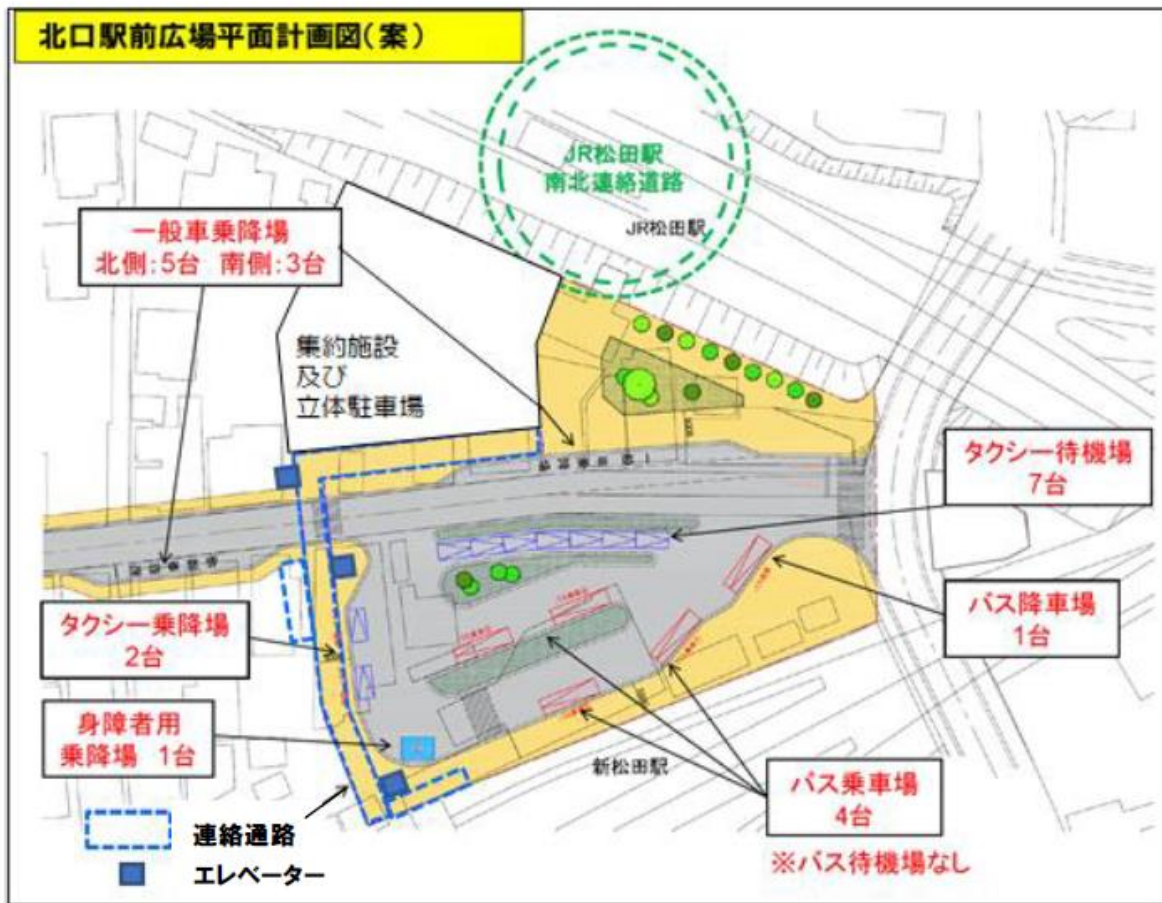 北口駅前広場平面計画図(案)
JR松田駅
南北連絡道路
JR松田駅
一般車乗降場
北側:5台 南側:3台
集約施設
及び
立体駐車場
タクシー待機場
7台
タクシー乗降場
2台
バス降車場
1台
身障者用
乗降場 1台
新松田駅
バス乗車場
4台
※バス待機場なし
連絡通路
エレベーター